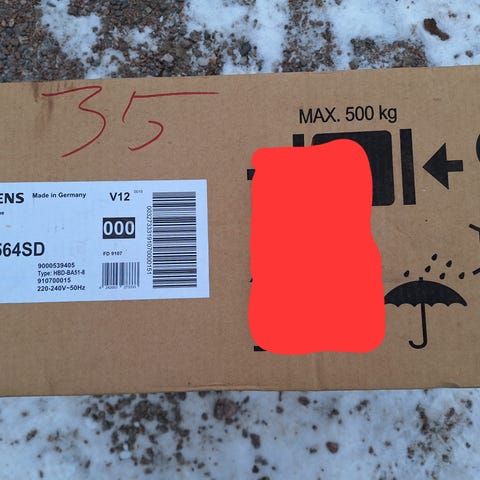 35
MAX. 500 kg
ENS Made in Germany V12
000
564SD
FD 9107
9000539405
Type: HBD-BA51-8
910700015
220-240V~50Hz